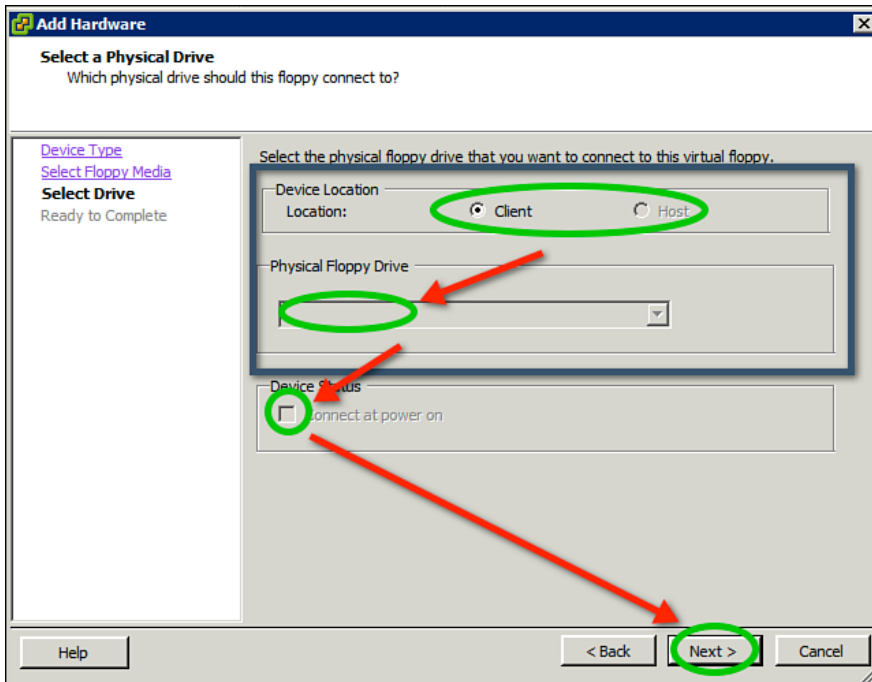 Add Hardware
Select a Physical Drive
Which physical drive should this floppy connect to?
Device Type
Select Floppy Media
Select Drive
Ready to Complete
Select the physical floppy drive that you want to connect to this virtual floppy.
Device Location
Location: Client Host
Physical Floppy Drive
Device Status
Connect at power on
Help < Back Next > Cancel